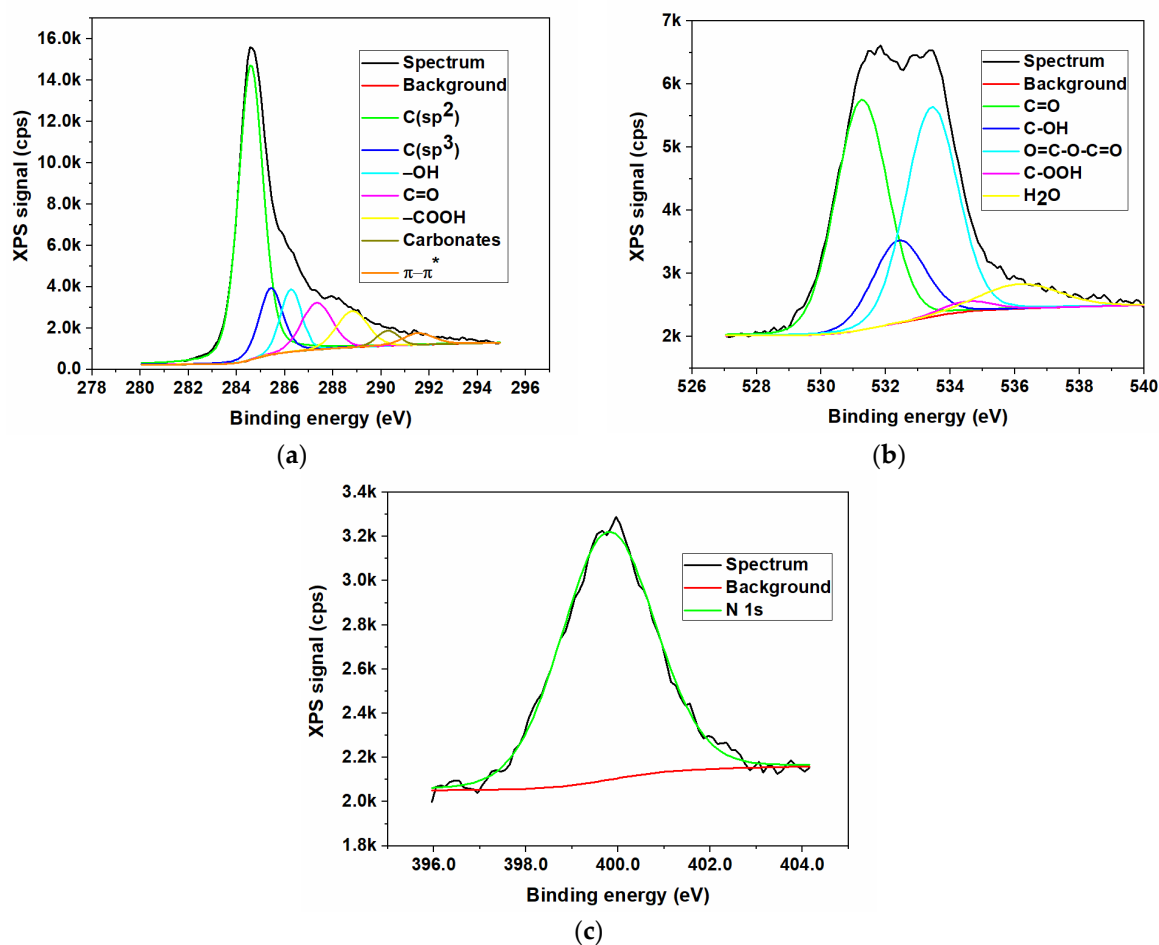 16.0k
14.0k
12.0k
10.0k
8.0k
6.0k
4.0k
2.0k
0.0
XPS signal (cps)
278 280 282 284 286 288 290 292 294 296
Binding energy (eV)
Spectrum
Background
C(sp²)
C(sp³)
–OH
C=O
–COOH
Carbonates
π–π*
(a)
7k
6k
5k
3k
2k
XPS signal (cps)
526 528 530 532 534 536 538 540
Binding energy (eV)
Spectrum
Background
C=O
C-OH
O=C-O-C=O
C-OOH
H₂O
(b)
3.4k
3.2k
3.0k
2.8k
2.6k
2.4k
2.2k
2.0k
1.8k
XPS signal (cps)
396.0 398.0 400.0 402.0 404.0
Binding energy (eV)
Spectrum
Background
N 1s
(c)